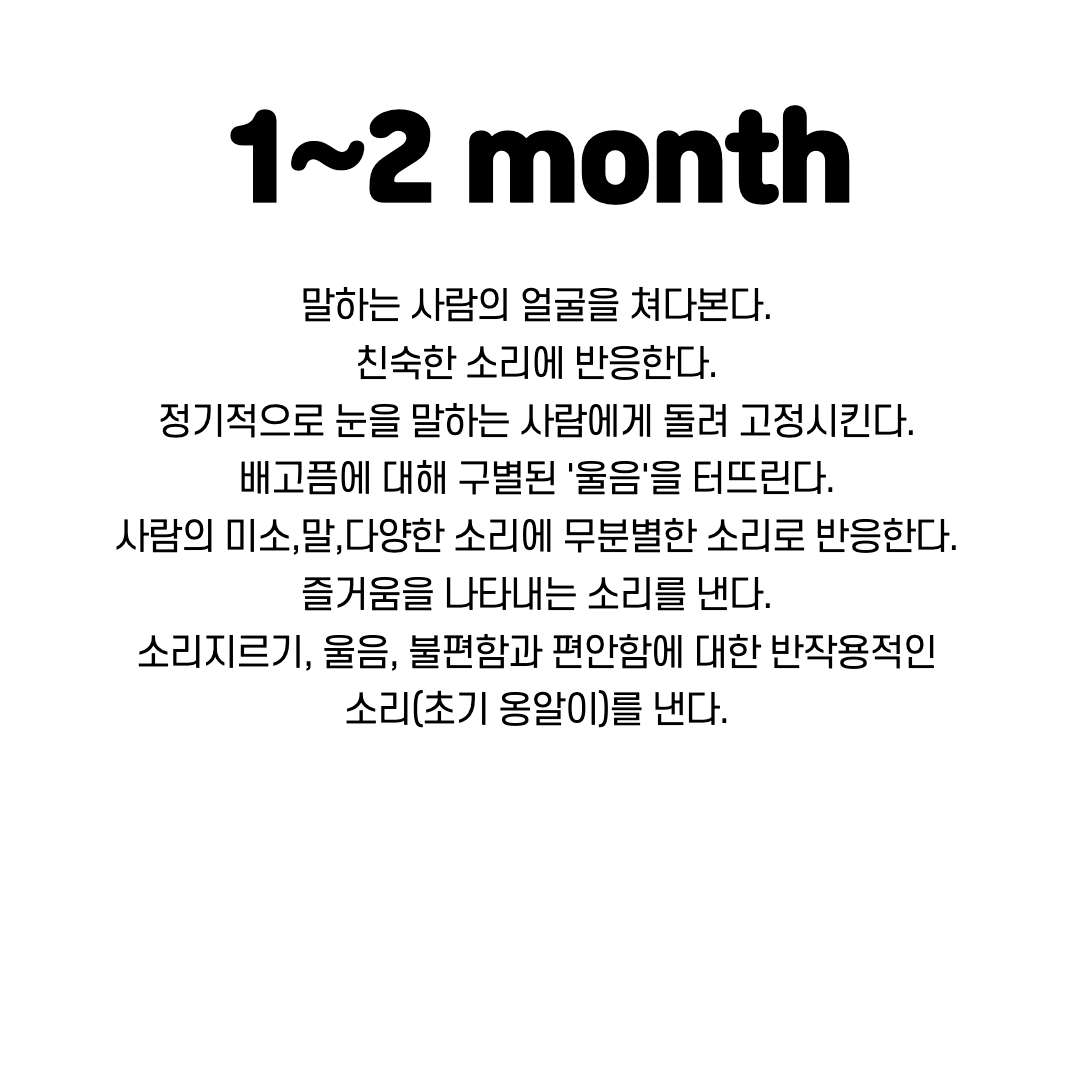 1~2 month
말하는 사람의 얼굴을 쳐다본다.
친숙한 소리에 반응한다.
정기적으로 눈을 말하는 사람에게 돌려 고정시킨다.
배고픔에 대해 구별된 '울음'을 터뜨린다.
사람의 미소,말,다양한 소리에 무분별한 소리로 반응한다.
즐거움을 나타내는 소리를 낸다.
소리지르기, 울음, 불편함과 편안함에 대한 반작용적인
소리(초기 옹알이)를 낸다.